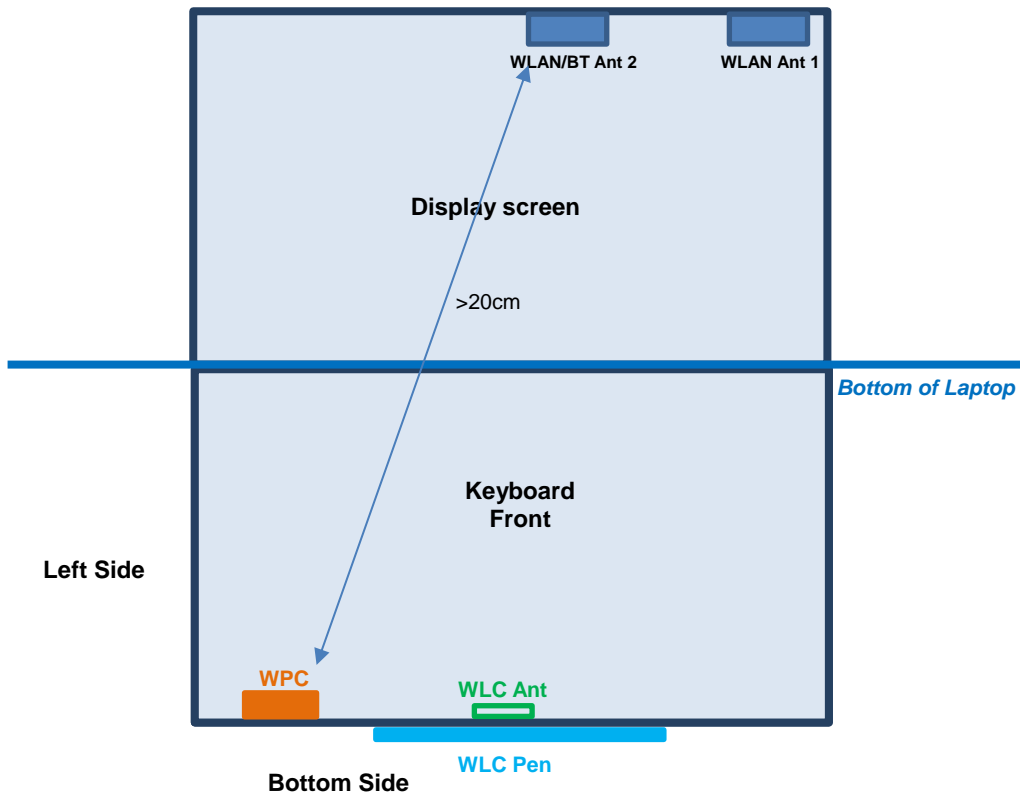 WLAN/BT Ant 2
WLAN Ant 1
Display screen
>20cm
Bottom of Laptop
Keyboard
Front
Left Side
WPC
WLC Ant
WLC Pen
Bottom Side